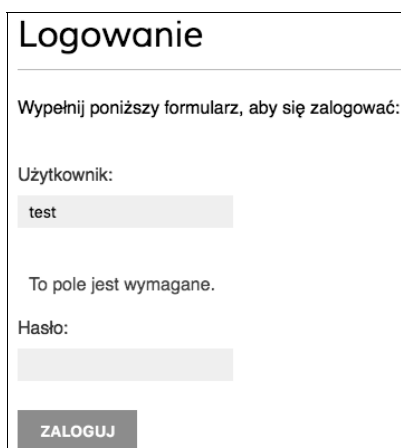 Logowanie
Wypełnij poniższy formularz, aby się zalogować:
Użytkownik:
test
To pole jest wymagane.
Hasło:
ZALOGUJ